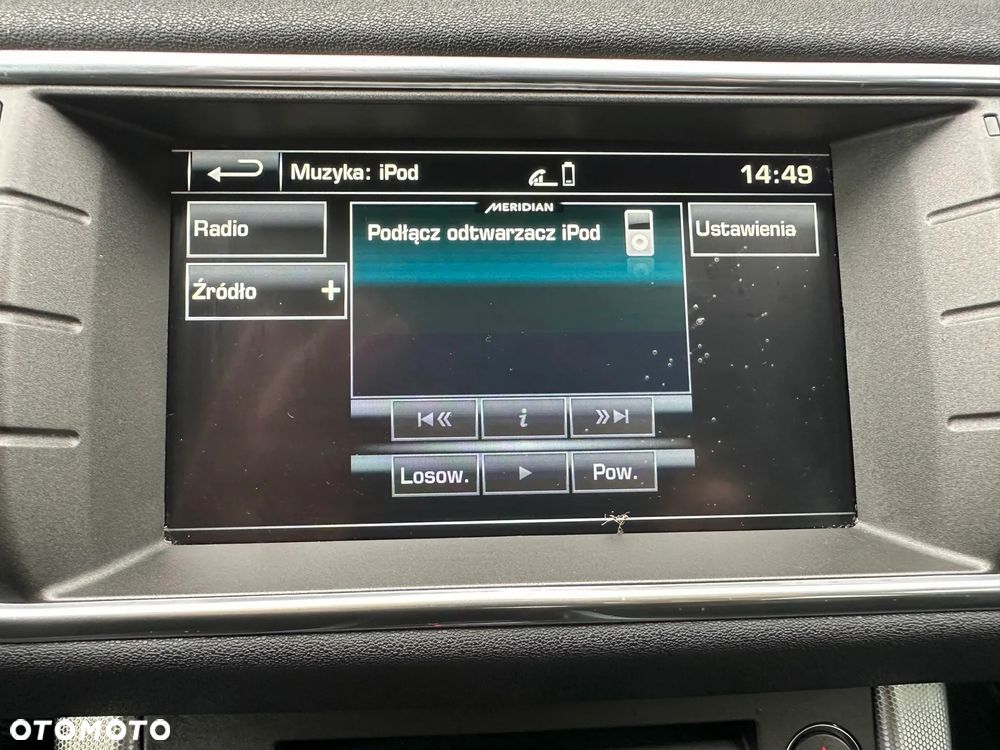 Muzyka: iPod
14:49
MERIDIAN
Radio
Podłącz odtwarzacz iPod
Ustawienia
Źródło +
i
Losow.
Pow.
OTOMOTO